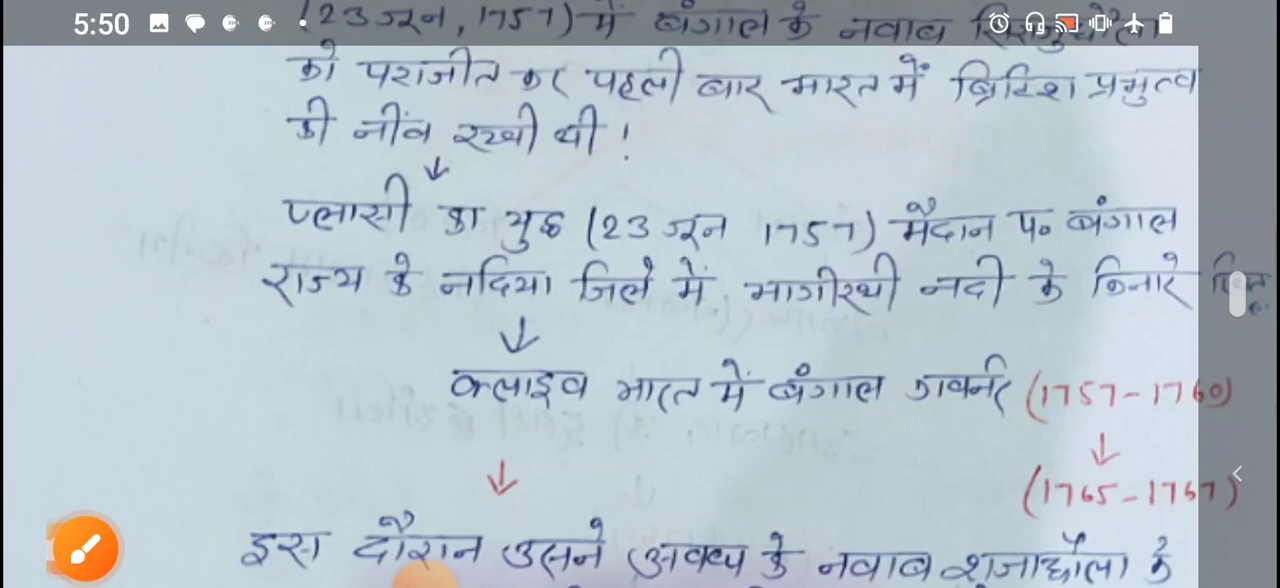 5:50
(23 जून, 1757) में बंगाल के नवाब सिराजुद्दौला
को पराजीत कर पहली बार भारत में ब्रिटिश प्रभुत्व
की नींव रखी थी !
↓
प्लासी का युद्ध (23 जून 1757) मैदान प० बंगाल
राज्य के नदिया जिले में भागीरथी नदी के किनारे
↓
क्लाइव भारत में बंगाल गवर्नर (1757-1760)
↓
↓ (1765-1767)
इस दौरान उसने अवध के नवाब शुजाद्दौला के